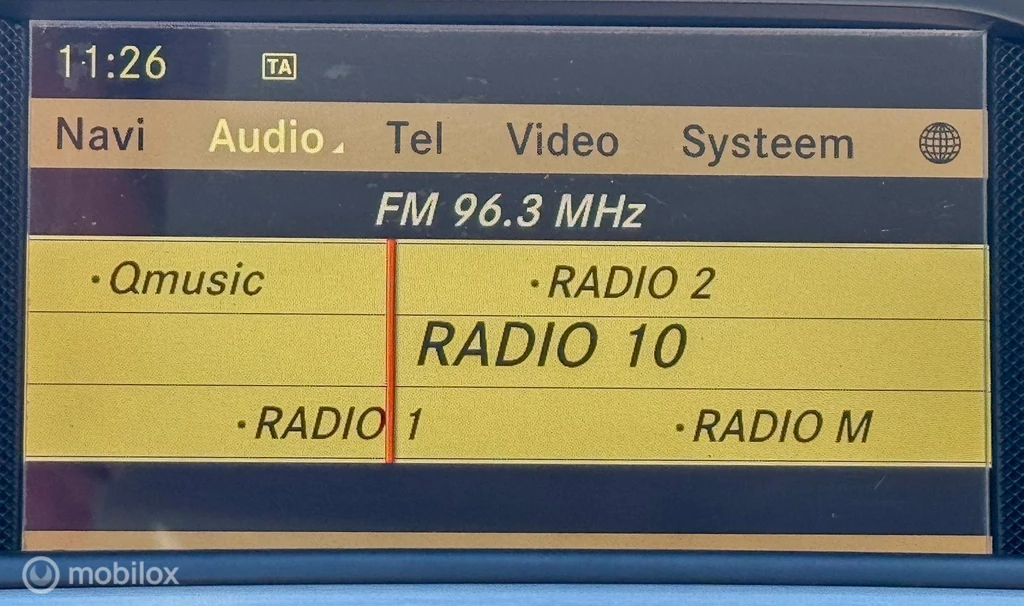 11:26 TA
Navi Audio Tel Video Systeem
FM 96.3 MHz
·Qmusic ·RADIO 2
RADIO 10
·RADIO 1 ·RADIO M
mobilox